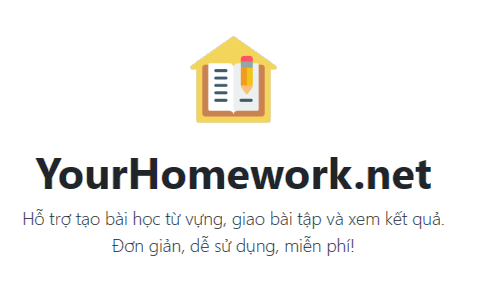 YourHomework.net
Hỗ trợ tạo bài học từ vựng, giao bài tập và xem kết quả.
Đơn giản, dễ sử dụng, miễn phí!